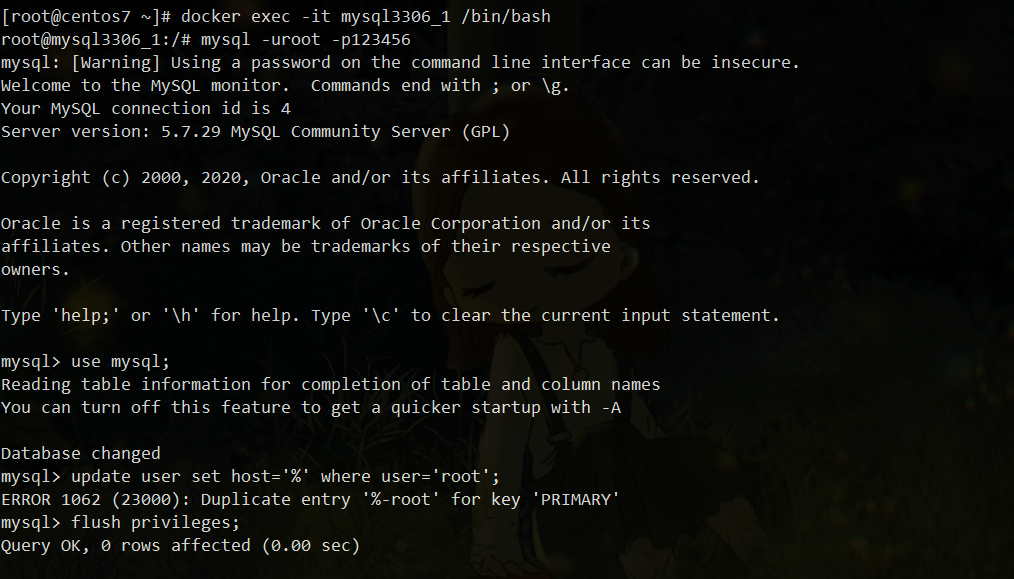 [root@centos7 ~]# docker exec -it mysql3306_1 /bin/bash
root@mysql3306_1:/# mysql -uroot -p123456
mysql: [Warning] Using a password on the command line interface can be insecure.
Welcome to the MySQL monitor.  Commands end with ; or \g.
Your MySQL connection id is 4
Server version: 5.7.29 MySQL Community Server (GPL)
Copyright (c) 2000, 2020, Oracle and/or its affiliates. All rights reserved.
Oracle is a registered trademark of Oracle Corporation and/or its
affiliates. Other names may be trademarks of their respective
owners.
Type 'help;' or '\h' for help. Type '\c' to clear the current input statement.
mysql> use mysql;
Reading table information for completion of table and column names
You can turn off this feature to get a quicker startup with -A
Database changed
mysql> update user set host='%' where user='root';
ERROR 1062 (23000): Duplicate entry '%-root' for key 'PRIMARY'
mysql> flush privileges;
Query OK, 0 rows affected (0.00 sec)